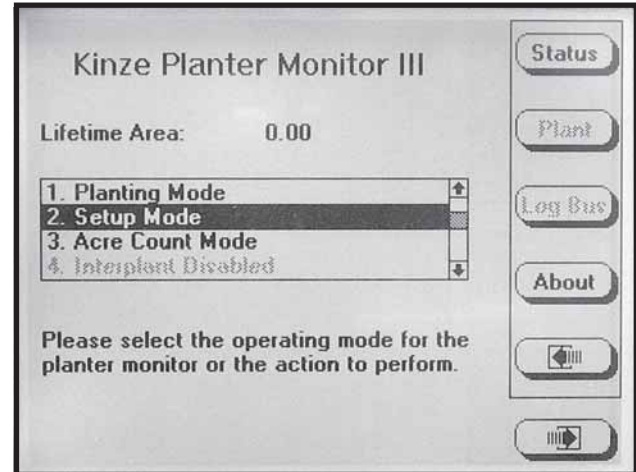 Kinze Planter Monitor III
Lifetime Area: 0.00
1. Planting Mode
2. Setup Mode
3. Acre Count Mode
4. Interplant Disabled
Please select the operating mode for the
planter monitor or the action to perform.
Status
Plant
Log Bus
About